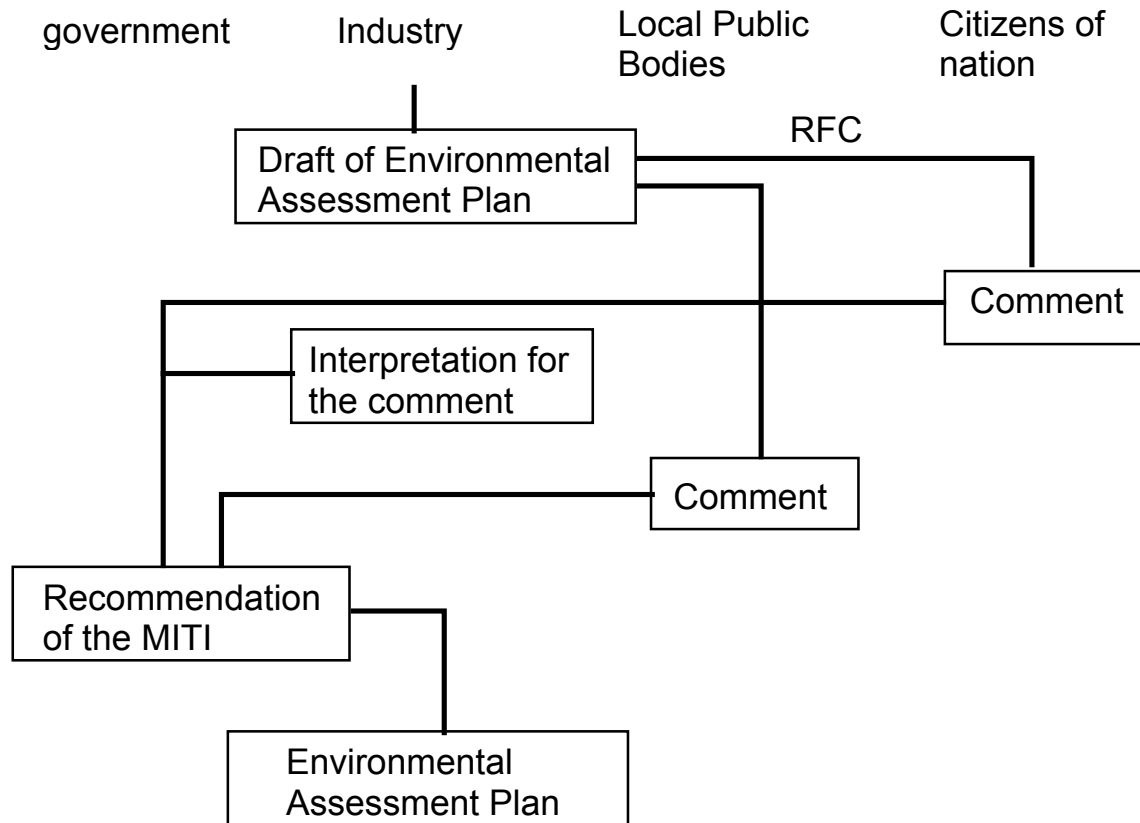 government
Industry
Local Public
Bodies
Citizens of
nation
RFC
Draft of Environmental
Assessment Plan
Comment
Interpretation for
the comment
Comment
Recommendation
of the MITI
Environmental
Assessment Plan